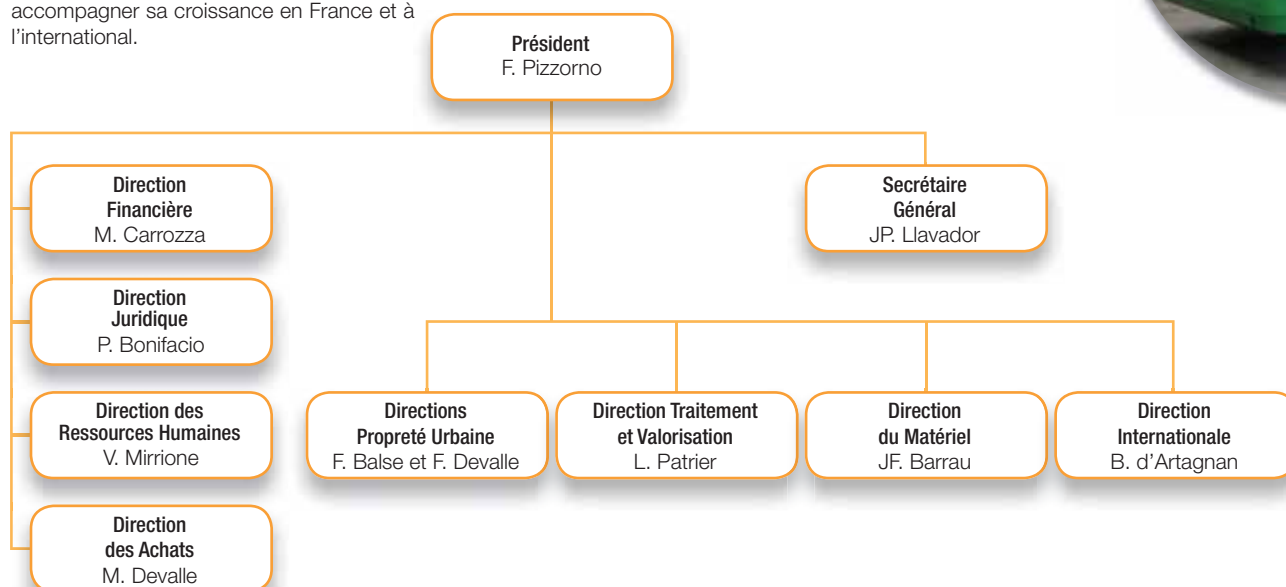 accompagner sa croissance en France et à
l'international.
Président
F. Pizzorno
Direction
Financière
M. Carrozza
Secrétaire
Général
JP. Llavador
Direction
Juridique
P. Bonifacio
Direction des
Ressources Humaines
V. Mirrione
Directions
Propreté Urbaine
F. Balse et F. Devalle
Direction Traitement
et Valorisation
L. Patrier
Direction
du Matériel
JF. Barrau
Direction
Internationale
B. d'Artagnan
Direction
des Achats
M. Devalle